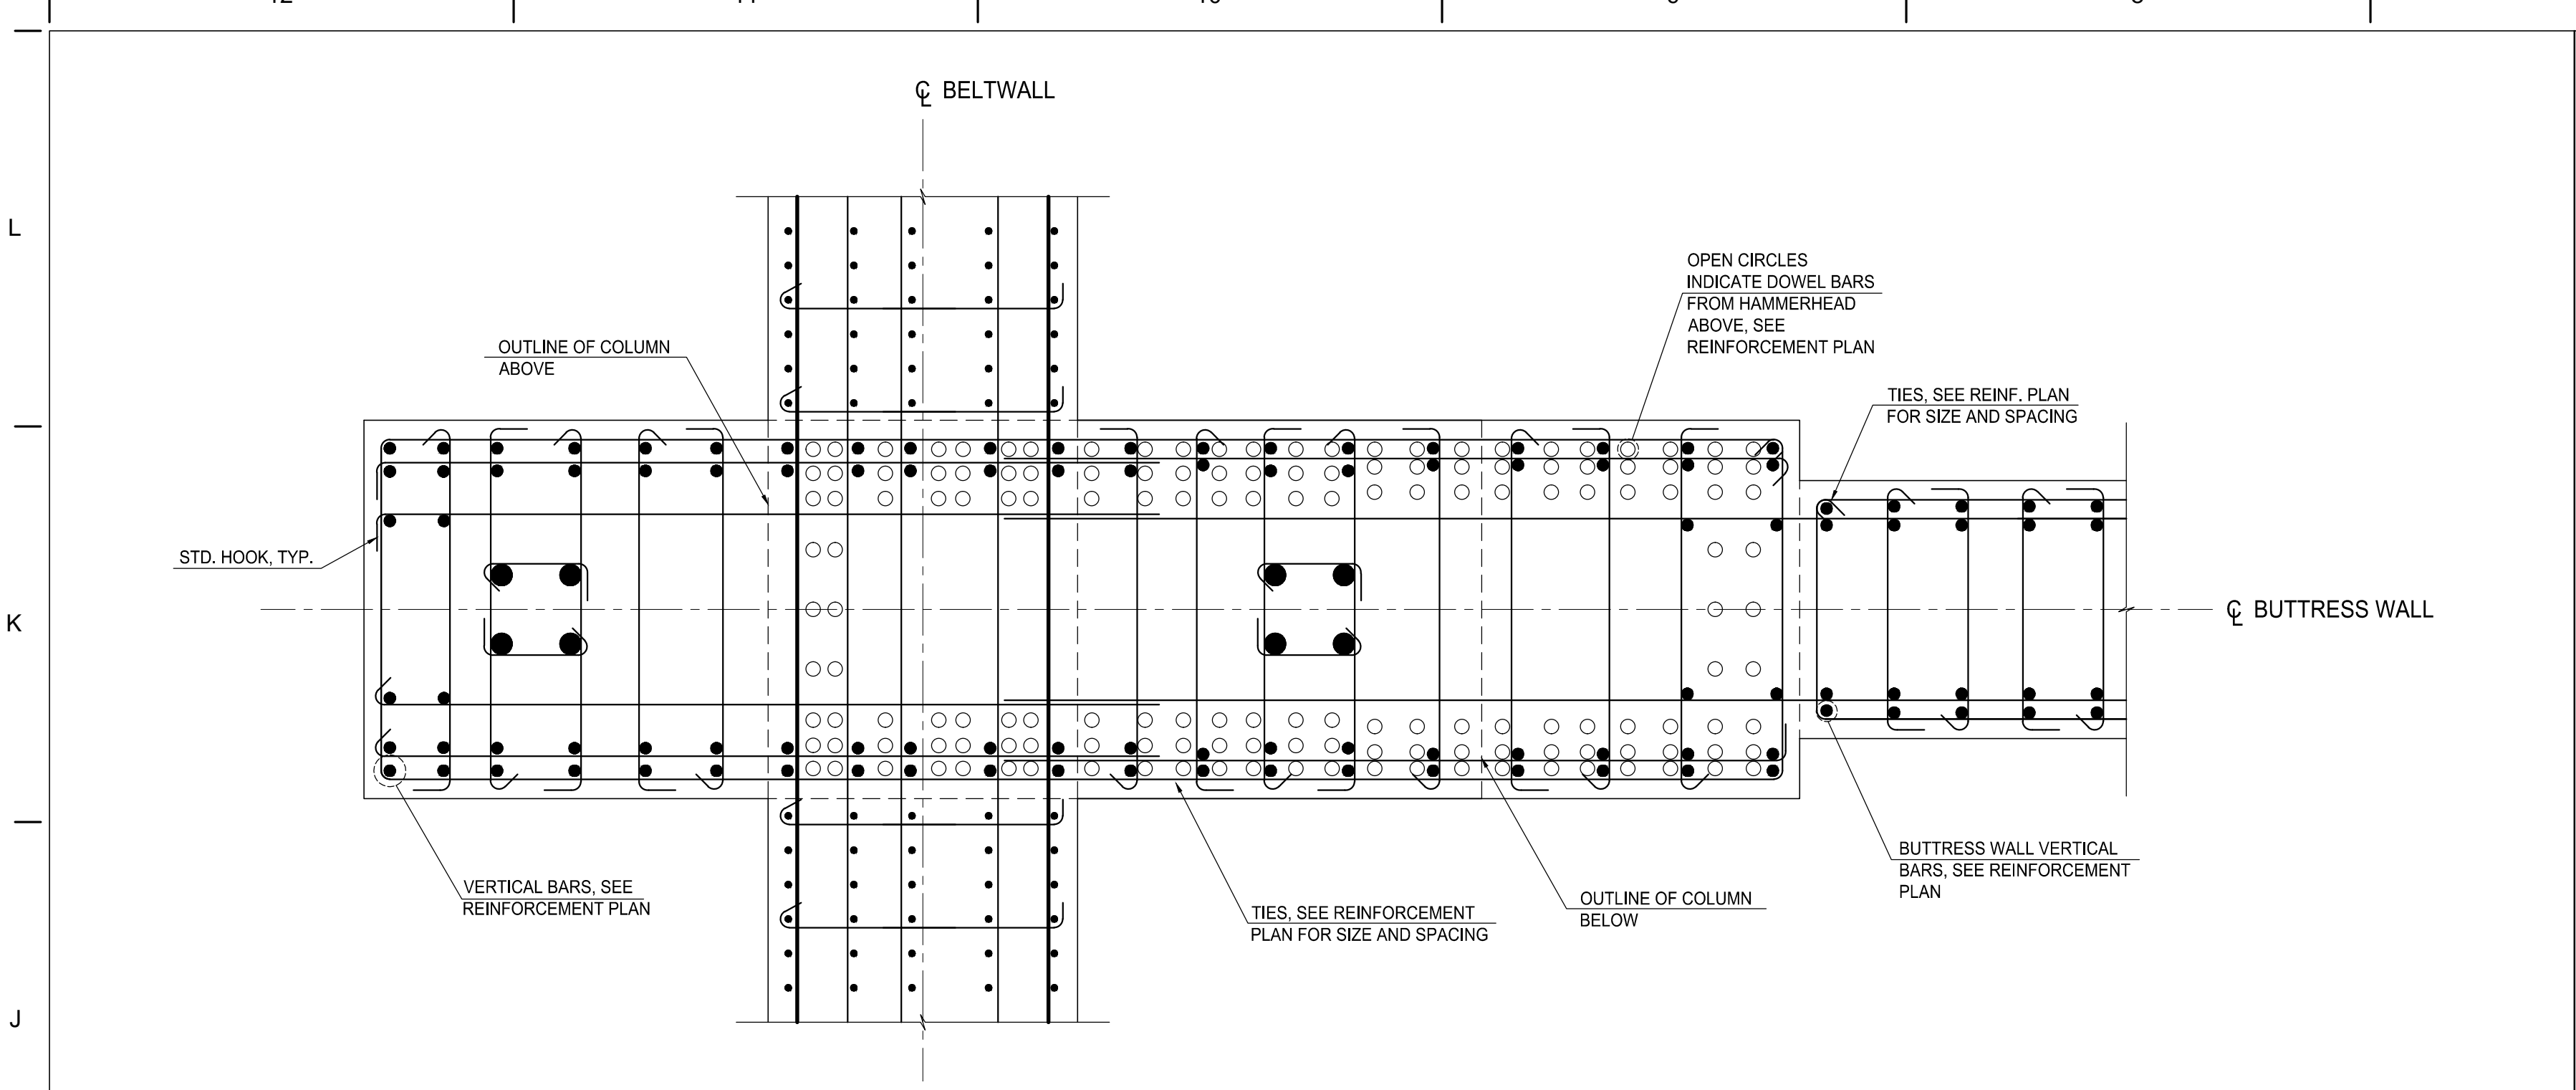 ℄ BELTWALL
L
OPEN CIRCLES
INDICATE DOWEL BARS
FROM HAMMERHEAD
ABOVE, SEE
REINFORCEMENT PLAN
OUTLINE OF COLUMN
ABOVE
TIES, SEE REINF. PLAN
FOR SIZE AND SPACING
STD. HOOK, TYP.
K
℄ BUTTRESS WALL
VERTICAL BARS, SEE
REINFORCEMENT PLAN
TIES, SEE REINFORCEMENT
PLAN FOR SIZE AND SPACING
OUTLINE OF COLUMN
BELOW
BUTTRESS WALL VERTICAL
BARS, SEE REINFORCEMENT
PLAN
J